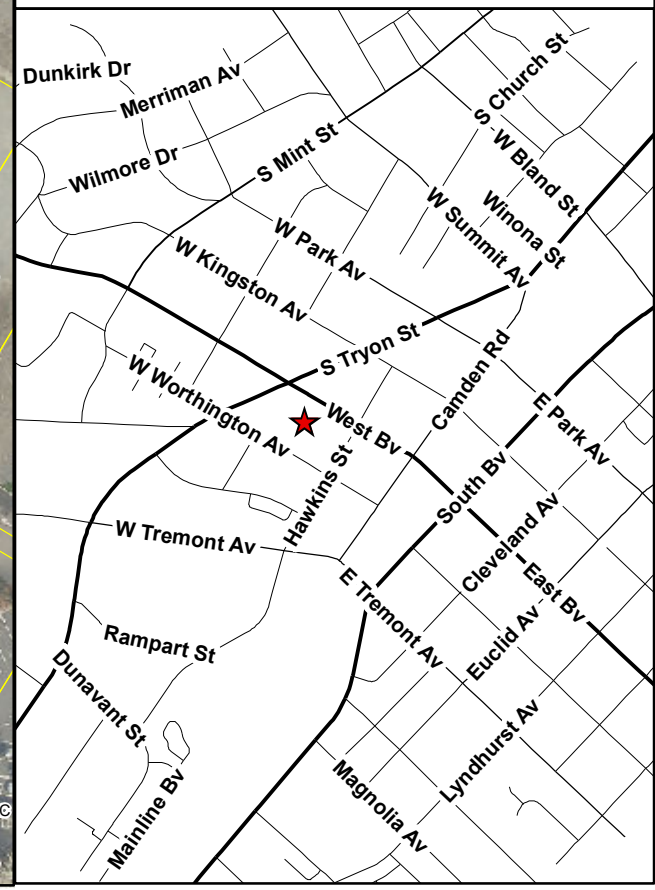 S Church St
Dunkirk Dr
Merriman Av
W Bland St
S Mint St
Wilmore Dr
Winona St
W Summit Av
W Park Av
W Kingston Av
S Tryon St
Camden Rd
W Worthington Av
West Bv
E Park Av
South Bv
Hawkins St
Cleveland Av
W Tremont Av
East Bv
E Tremont Av
Euclid Av
Rampart St
Dunavant St
Lyndhurst Av
Magnolia Av
Mainline Bv